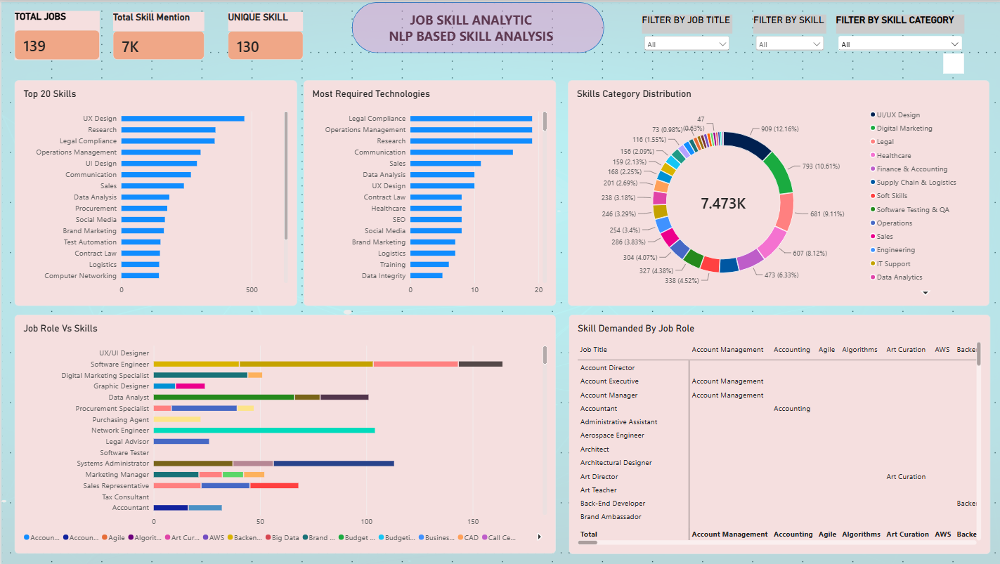 TOTAL JOBS
139
Total Skill Mention
7K
UNIQUE SKILL
130
JOB SKILL ANALYTIC
NLP BASED SKILL ANALYSIS
FILTER BY JOB TITLE
All
FILTER BY SKILL
All
FILTER BY SKILL CATEGORY
All
Top 20 Skills
UX Design
Research
Legal Compliance
Operations Management
UI Design
Communication
Sales
Data Analysis
Procurement
Social Media
Brand Marketing
Test Automation
Contract Law
Logistics
Computer Networking
0 500
Most Required Technologies
Legal Compliance
Operations Management
Research
Communication
Sales
Data Analysis
UX Design
Contract Law
Healthcare
SEO
Social Media
Brand Marketing
Logistics
Training
Data Integrity
0 10 20
Skills Category Distribution
909 (12.16%)
793 (10.61%)
681 (9.11%)
607 (8.12%)
473 (6.33%)
338 (4.52%)
327 (4.38%)
304 (4.07%)
286 (3.83%)
254 (3.4%)
246 (3.29%)
238 (3.18%)
201 (2.69%)
168 (2.25%)
159 (2.13%)
156 (2.09%)
116 (1.55%)
73 (0.98%)
47
(0.63%)
7.473K
UI/UX Design
Digital Marketing
Legal
Healthcare
Finance & Accounting
Supply Chain & Logistics
Soft Skills
Software Testing & QA
Operations
Sales
Engineering
IT Support
Data Analytics
Job Role Vs Skills
UX/UI Designer
Software Engineer
Digital Marketing Specialist
Graphic Designer
Data Analyst
Procurement Specialist
Purchasing Agent
Network Engineer
Legal Advisor
Software Tester
Systems Administrator
Marketing Manager
Sales Representative
Tax Consultant
Accountant
0 50 100 150
Accoun... Accoun... Agile Algorit... Art Cur... AWS Backen... Big Data Brand ... Budget ... Budgeti... Busines... CAD Call Ce...
Skill Demanded By Job Role
Job Title Account Management Accounting Agile Algorithms Art Curation AWS Backe
Account Director
Account Executive Account Management
Account Manager Account Management
Accountant Accounting
Administrative Assistant
Aerospace Engineer
Architect
Architectural Designer
Art Director Art Curation
Art Teacher
Back-End Developer Backe
Brand Ambassador
Total Account Management Accounting Agile Algorithms Art Curation AWS Backe